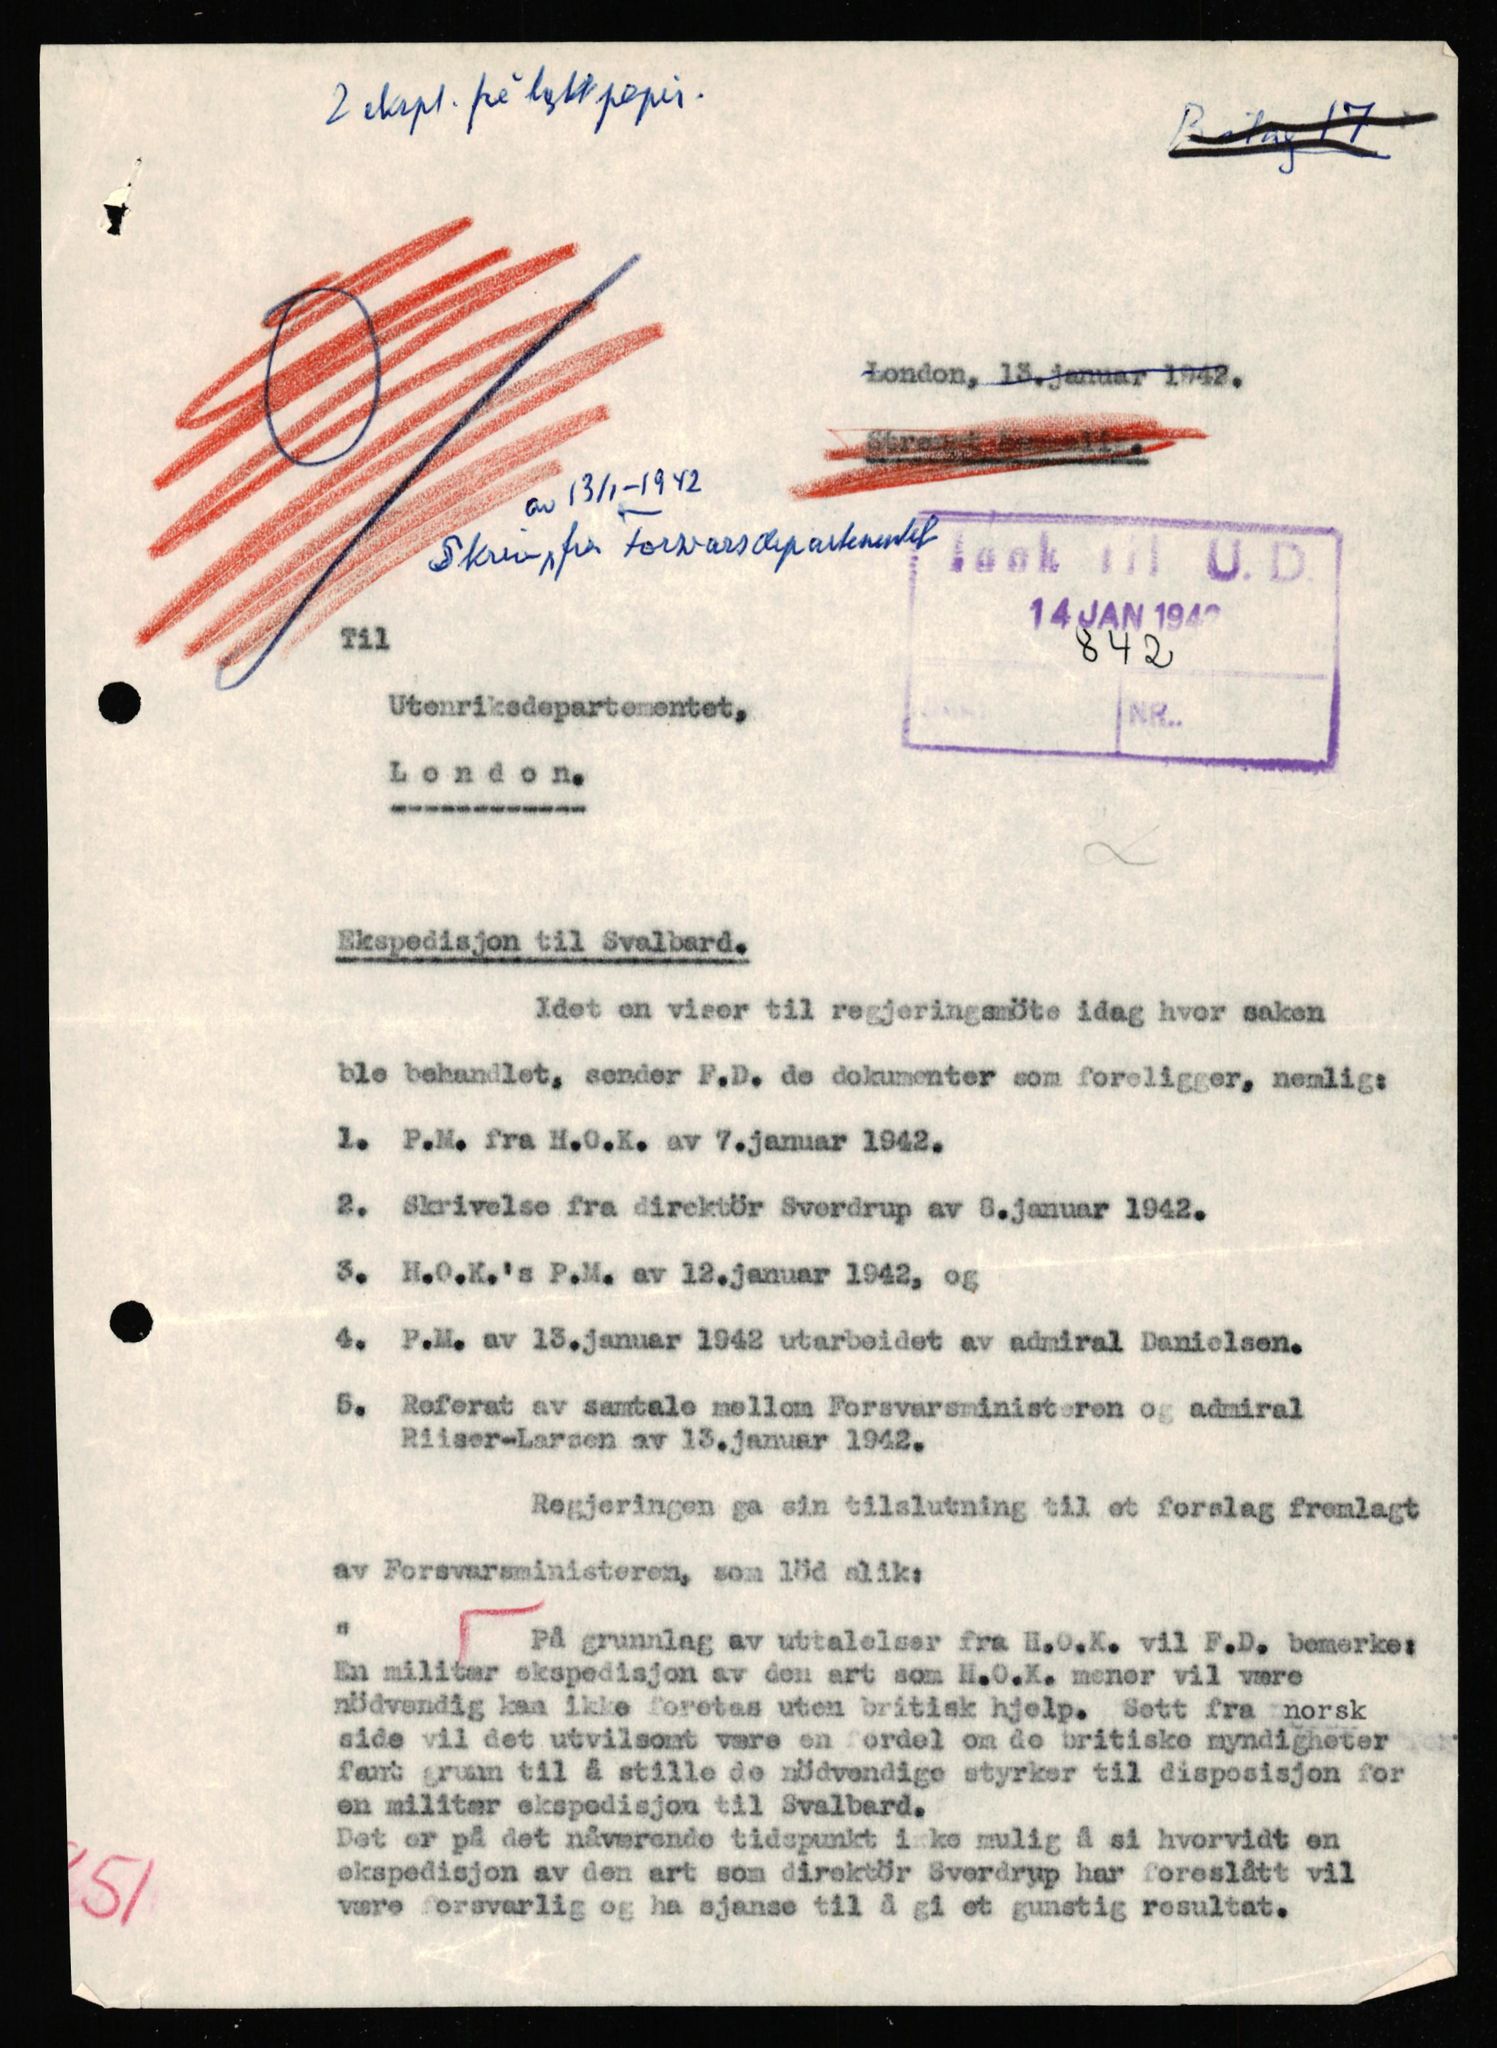 2 ekspl. på tykt papir.
Bilag 17
London, 13.januar 1942.
av 13/1-1942
Skriv fra Forsvarsdepartementet
U.D.
14 JAN 1942
842
NR..
Til
Utenriksdepartementet,
London.
Ekspedisjon til Svalbard.
Idet en viser til regjeringsmöte idag hvor saken
ble behandlet, sender F.D. de dokumenter som foreligger, nemlig:
1. P.M. fra H.O.K. av 7.januar 1942.
2. Skrivelse fra direktör Sverdrup av 8.januar 1942.
3. H.O.K.'s P.M. av 12.januar 1942, og
4. P.M. av 13.januar 1942 utarbeidet av admiral Danielsen.
5. Referat av samtale mellom Forsvarsministeren og admiral
Riiser-Larsen av 13.januar 1942.
Regjeringen ga sin tilslutning til et forslag fremlagt
av Forsvarsministeren, som löd slik:
" På grunnlag av uttalelser fra H.O.K. vil F.D. bemerke:
En militær ekspedisjon av den art som H.O.K. mener vil være
nödvendig kan ikke foretas uten britisk hjelp. Sett fra norsk
side vil det utvilsomt være en fordel om de britiske myndigheter
fant grunn til å stille de nödvendige styrker til disposisjon for
en militær ekspedisjon til Svalbard.
Det er på det nåværende tidspunkt ikke mulig å si hvorvidt en
ekspedisjon av den art som direktör Sverdrup har foreslått vil
være forsvarlig og ha sjanse til å gi et gunstig resultat.
51